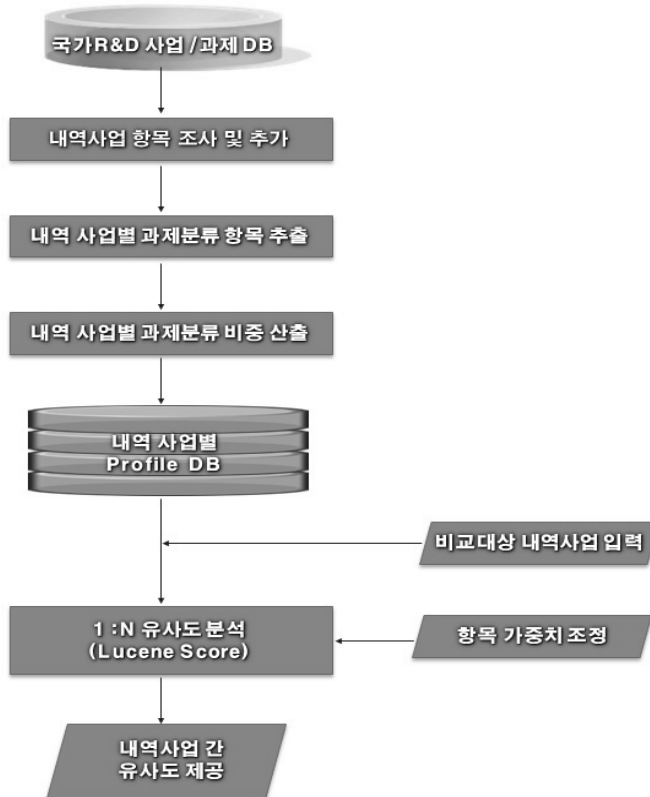 국가R&D 사업 / 과제 DB
내역사업 항목 조사 및 추가
내역 사업별 과제분류 항목 추출
내역 사업별 과제분류 비중 산출
내역 사업별
Profile DB
비교대상 내역사업 입력
1 :N 유사도 분석
(Lucene Score)
항목 가중치 조정
내역사업 간
유사도 제공